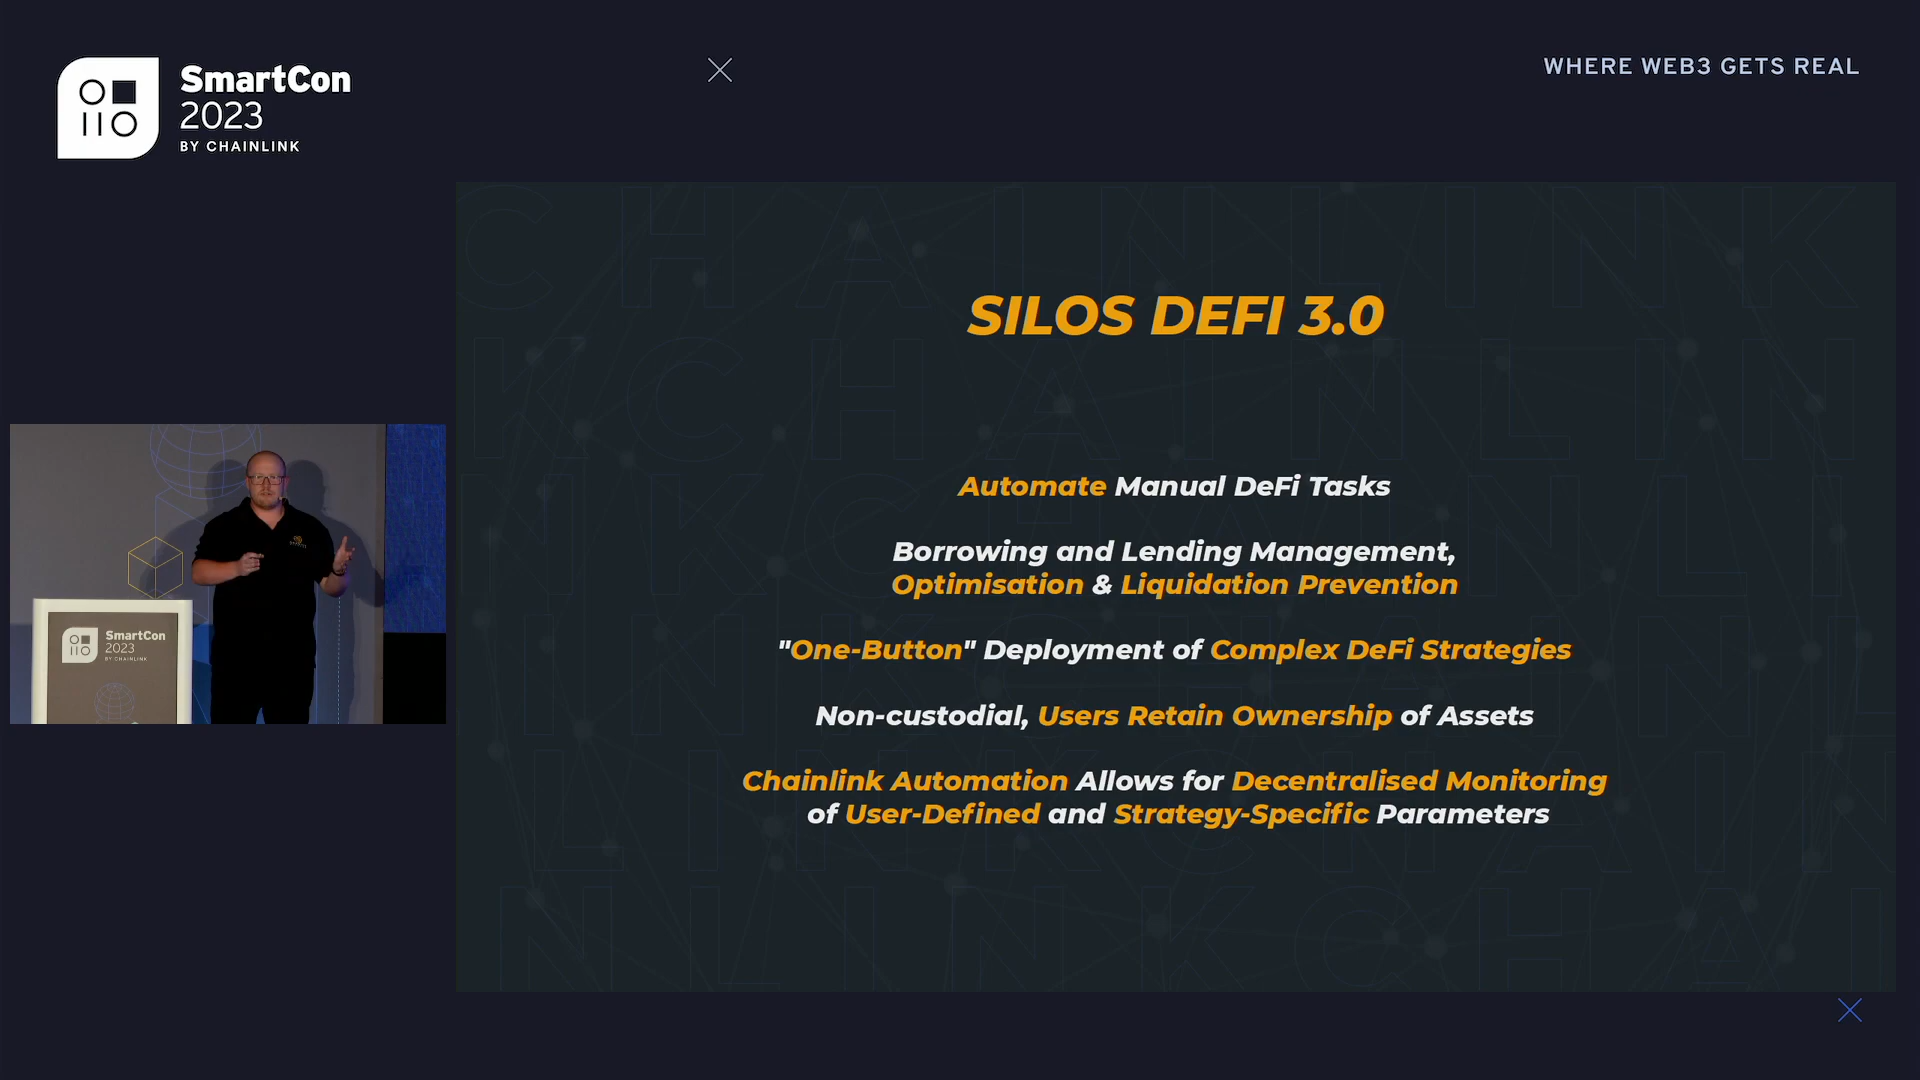 SmartCon
2023
BY CHAINLINK
WHERE WEB3 GETS REAL
SILOS DEFI 3.0
Automate Manual DeFi Tasks
Borrowing and Lending Management,
Optimisation & Liquidation Prevention
"One-Button" Deployment of Complex DeFi Strategies
Non-custodial, Users Retain Ownership of Assets
Chainlink Automation Allows for Decentralised Monitoring
of User-Defined and Strategy-Specific Parameters
SmartCon
2023
BY CHAINLINK